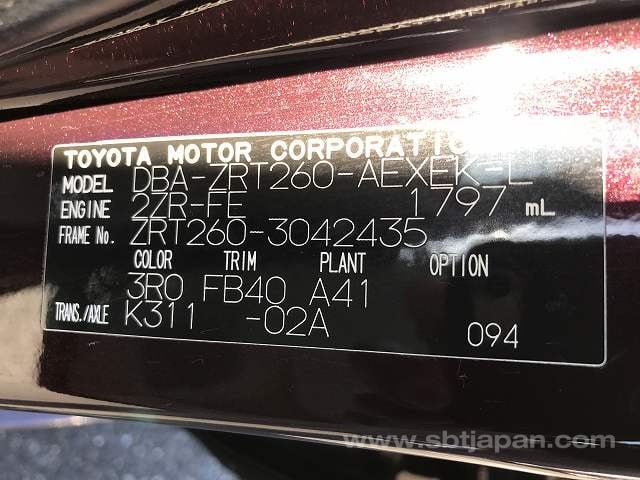 TOYOTA MOTOR CORPORATION
MODEL DBA-ZRT260-AEXEK-L
ENGINE 2ZR-FE 1797 mL
FRAME No. ZRT260-3042435
COLOR TRIM PLANT OPTION
3R0 FB40 A41
TRANS./AXLE K311 -02A 094
www.sbtjapan.com